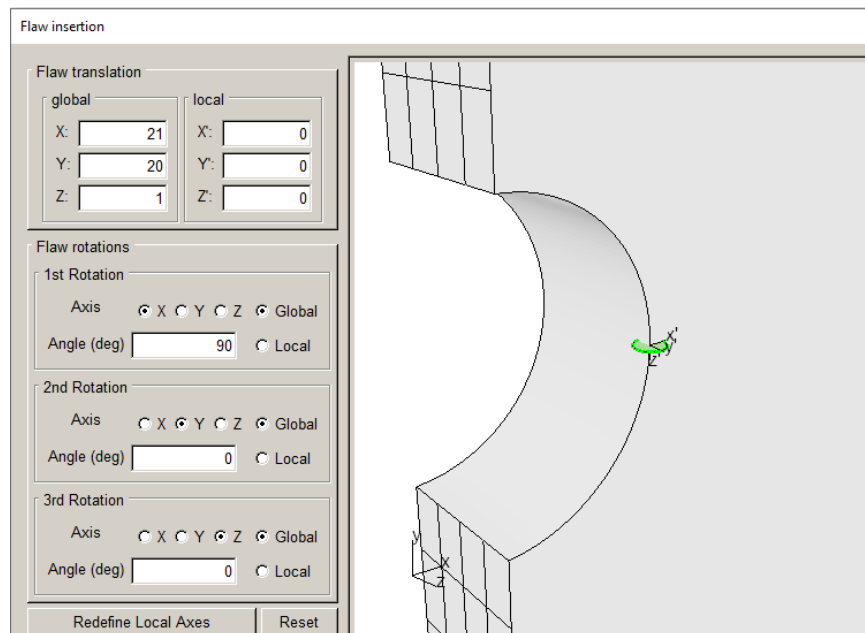 Flaw insertion
Flaw translation
global local
X: 21 X': 0
Y: 20 Y': 0
Z: 1 Z': 0
Flaw rotations
1st Rotation
Axis X Y Z Global
Angle (deg) 90 Local
2nd Rotation
Axis X Y Z Global
Angle (deg) 0 Local
3rd Rotation
Axis X Y Z Global
Angle (deg) 0 Local
Redefine Local Axes Reset
x'
y'
z'
y
x
z